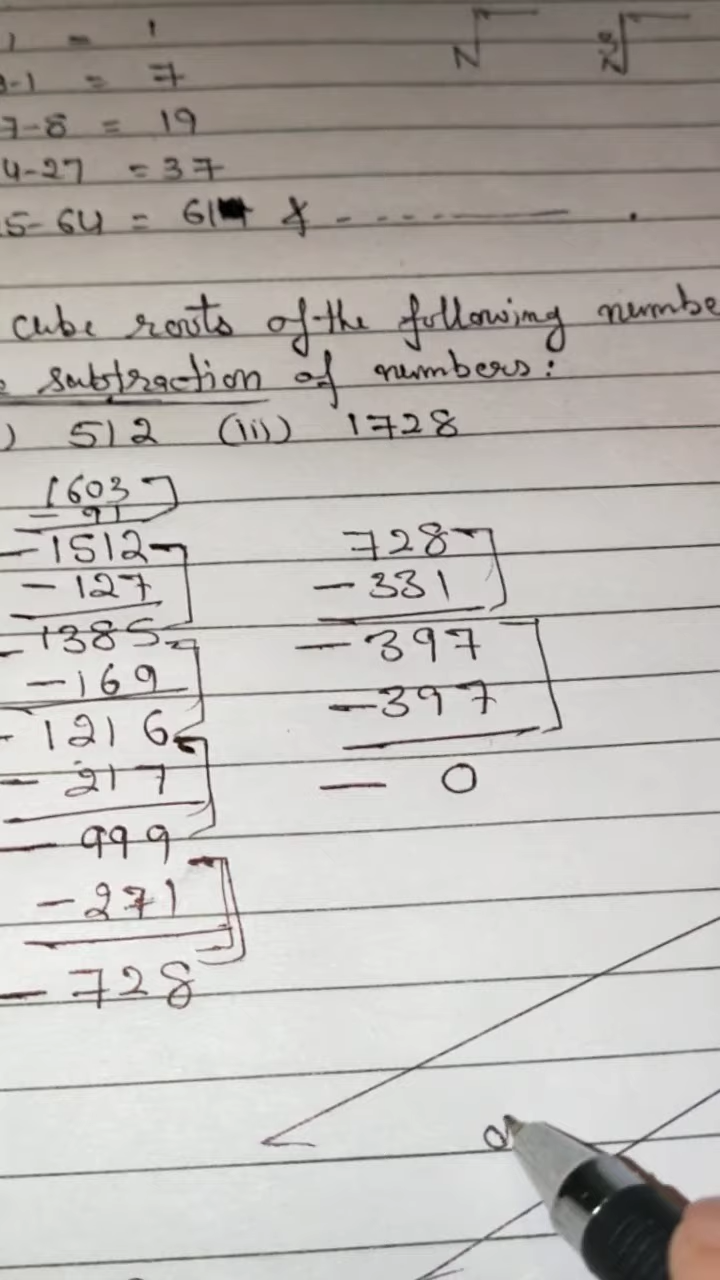 1 - 1
-1 = 7
7-8 = 19
4-27 = 37
5-64 = 61 & - - - - - - .
cube roots of the following numbe
subtraction of numbers:
) 512 (iii) 1728
1603
- 91
- 1512
- 127
- 1385
- 169
- 1216
- 217
- 999
- 271
- 728
728
- 331
- 397
- 397
- 0